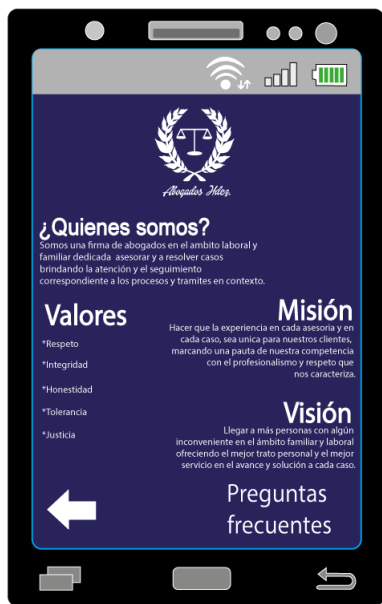 Abogados Hdez.
¿Quienes somos?
Somos una firma de abogados en el ambito laboral y
familiar dedicada asesorar y a resolver casos
brindando la atención y el seguimiento
correspondiente a los procesos y tramites en contexto.
Valores
*Respeto
*Integridad
*Honestidad
*Tolerancia
*Justicia
Misión
Hacer que la experiencia en cada asesoria y en
cada caso, sea unica para nuestros clientes,
marcando una pauta de nuestra competencia
con el profesionalismo y respeto que
nos caracteriza.
Visión
Llegar a más personas con algún
inconveniente en el ámbito familiar y laboral
ofreciendo el mejor trato personal y el mejor
servicio en el avance y solución a cada caso.
Preguntas
frecuentes